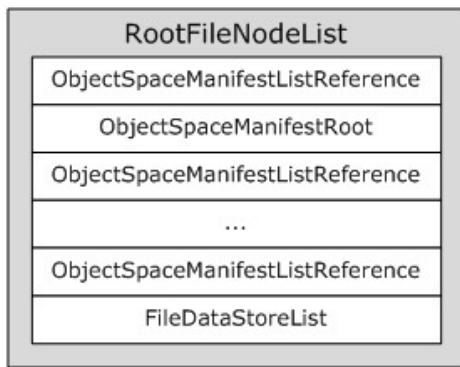 RootFileNodeList
ObjectSpaceManifestListReference
ObjectSpaceManifestRoot
ObjectSpaceManifestListReference
...
ObjectSpaceManifestListReference
FileDataStoreList